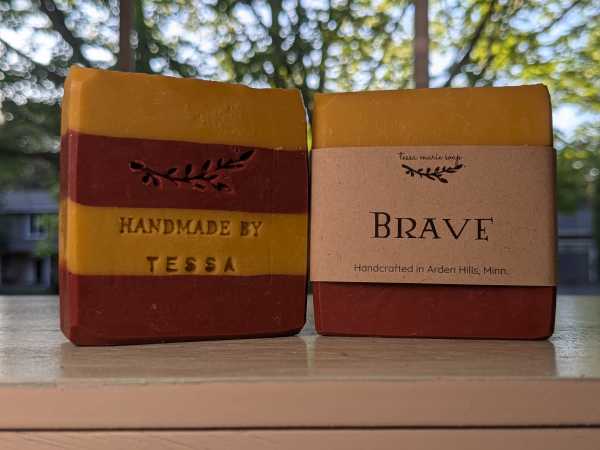 HANDMADE BY
TESSA
tessa marie soap
BRAVE
Handcrafted in Arden Hills, Minn.